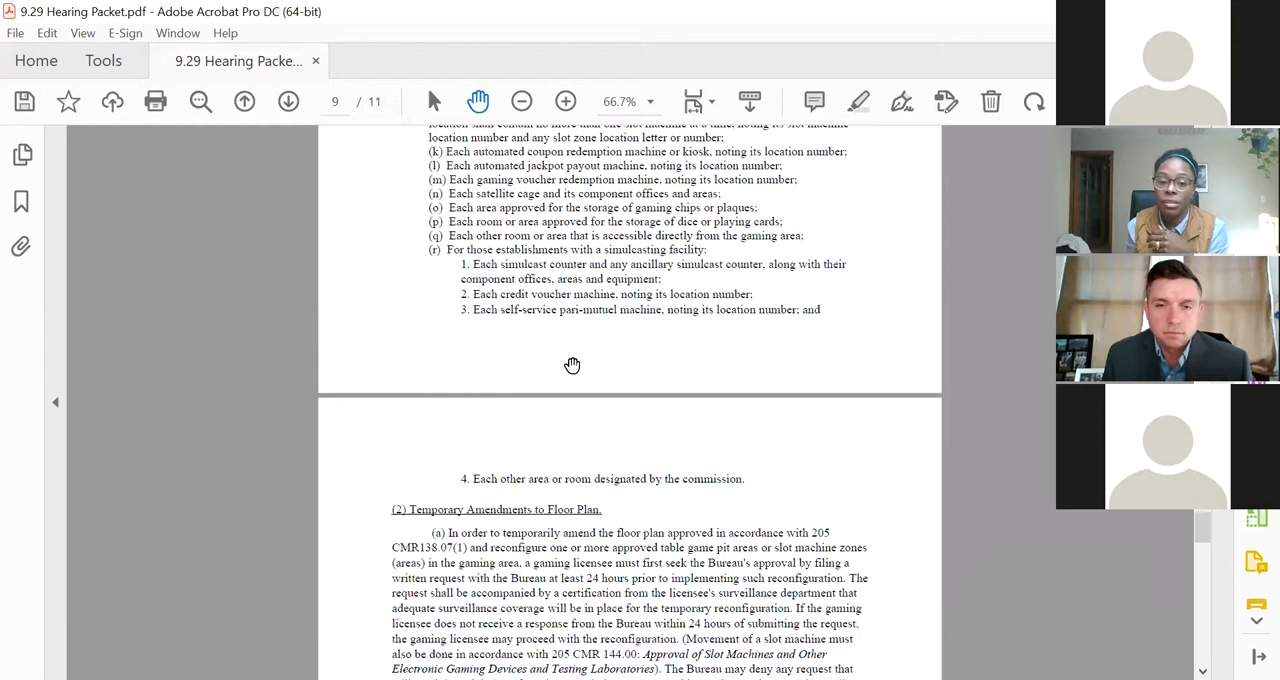 9.29 Hearing Packet.pdf - Adobe Acrobat Pro DC (64-bit)
File Edit View E-Sign Window Help
Home Tools 9.29 Hearing Packe... ×
9 / 11 66.7%
location shall contain no more than one slot machine at a time, noting its slot machine
location number and any slot zone location letter or number;
(k) Each automated coupon redemption machine or kiosk, noting its location number;
(l) Each automated jackpot payout machine, noting its location number;
(m) Each gaming voucher redemption machine, noting its location number;
(n) Each satellite cage and its component offices and areas;
(o) Each area approved for the storage of gaming chips or plaques;
(p) Each room or area approved for the storage of dice or playing cards;
(q) Each other room or area that is accessible directly from the gaming area;
(r) For those establishments with a simulcasting facility:
1. Each simulcast counter and any ancillary simulcast counter, along with their
component offices, areas and equipment;
2. Each credit voucher machine, noting its location number;
3. Each self-service pari-mutuel machine, noting its location number; and
4. Each other area or room designated by the commission.
(2) Temporary Amendments to Floor Plan.
(a) In order to temporarily amend the floor plan approved in accordance with 205
CMR138.07(1) and reconfigure one or more approved table game pit areas or slot machine zones
(areas) in the gaming area, a gaming licensee must first seek the Bureau's approval by filing a
written request with the Bureau at least 24 hours prior to implementing such reconfiguration. The
request shall be accompanied by a certification from the licensee's surveillance department that
adequate surveillance coverage will be in place for the temporary reconfiguration. If the gaming
licensee does not receive a response from the Bureau within 24 hours of submitting the request,
the gaming licensee may proceed with the reconfiguration. (Movement of a slot machine must
also be done in accordance with 205 CMR 144.00: Approval of Slot Machines and Other
Electronic Gaming Devices and Testing Laboratories). The Bureau may deny any request that